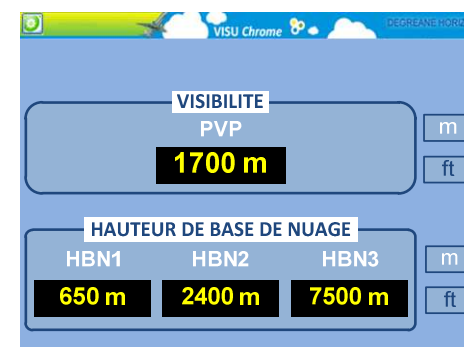 VISU Chrome
DEGREANE HORIZ
VISIBILITE
PVP
1700 m
m
ft
HAUTEUR DE BASE DE NUAGE
HBN1 HBN2 HBN3
m
650 m 2400 m 7500 m
ft